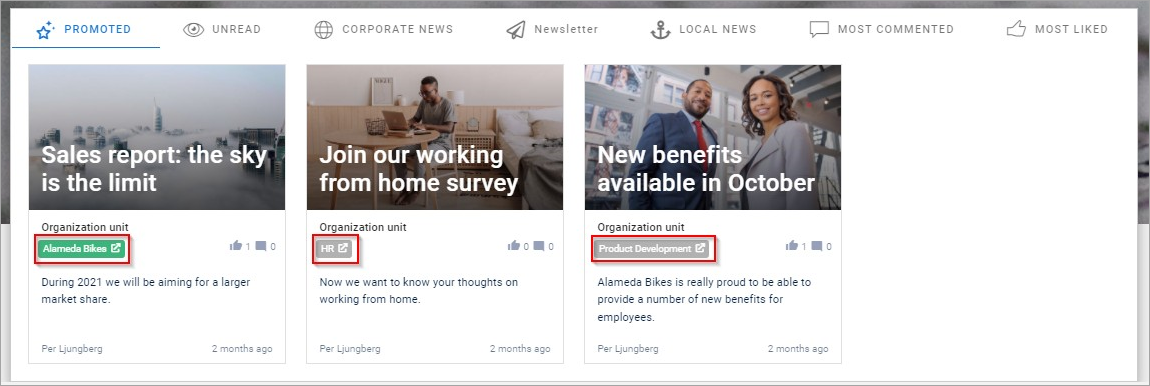 PROMOTED
UNREAD
CORPORATE NEWS
Newsletter
LOCAL NEWS
MOST COMMENTED
MOST LIKED
Sales report: the sky
is the limit
Organization unit
Alameda Bikes
1 0
During 2021 we will be aiming for a larger
market share.
Per Ljungberg
2 months ago
Join our working
from home survey
Organization unit
HR
0 0
Now we want to know your thoughts on
working from home.
Per Ljungberg
2 months ago
New benefits
available in October
Organization unit
Product Development
1 0
Alameda Bikes is really proud to be able to
provide a number of new benefits for
employees.
Per Ljungberg
2 months ago